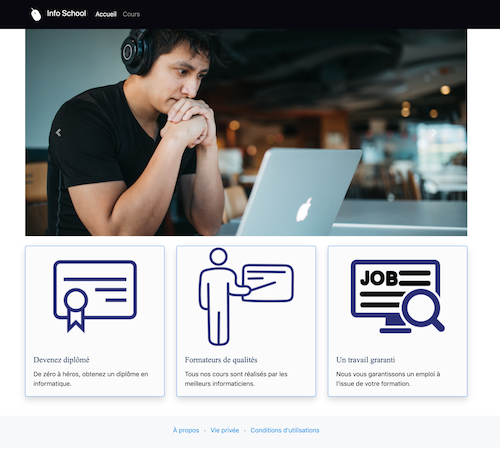 Info School Accueil Cours
JOB
Devenez diplômé
De zéro à héros, obtenez un diplôme en
informatique.
Formateurs de qualités
Tous nos cours sont réalisés par les
meilleurs informaticiens.
Un travail graranti
Nous vous garantissons un emploi à
l'issue de votre formation.
À propos • Vie privée • Conditions d'utilisations